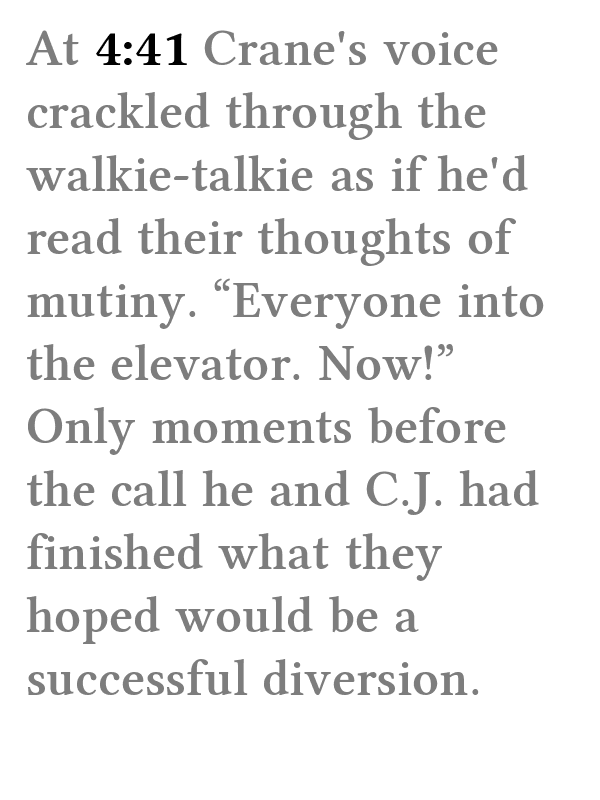 At 4:41 Crane's voice
crackled through the
walkie-talkie as if he'd
read their thoughts of
mutiny. “Everyone into
the elevator. Now!”
Only moments before
the call he and C.J. had
finished what they
hoped would be a
successful diversion.